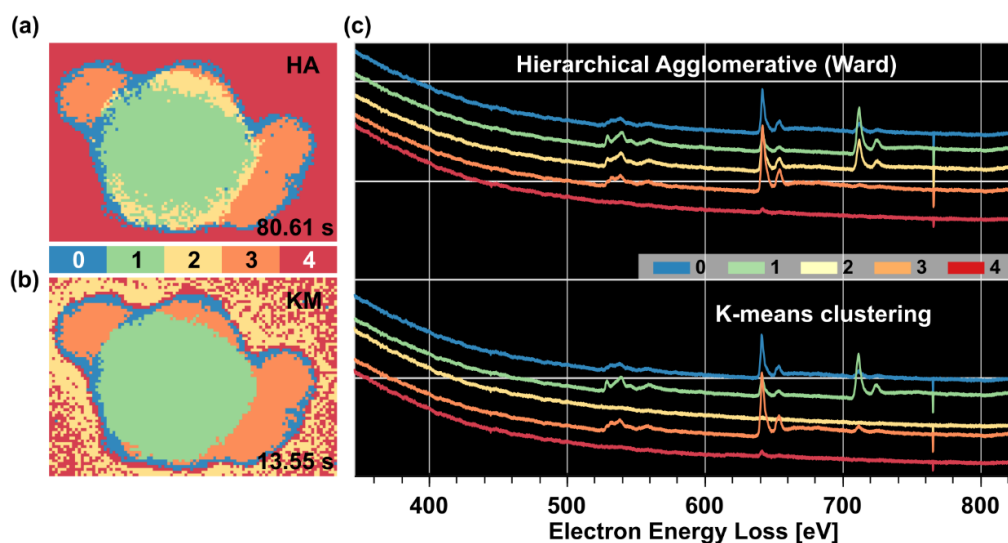 (a)
HA
80.61 s
0 1 2 3 4
(b)
KM
13.55 s
(c)
Hierarchical Agglomerative (Ward)
0 1 2 3 4
K-means clustering
400 500 600 700 800
Electron Energy Loss [eV]